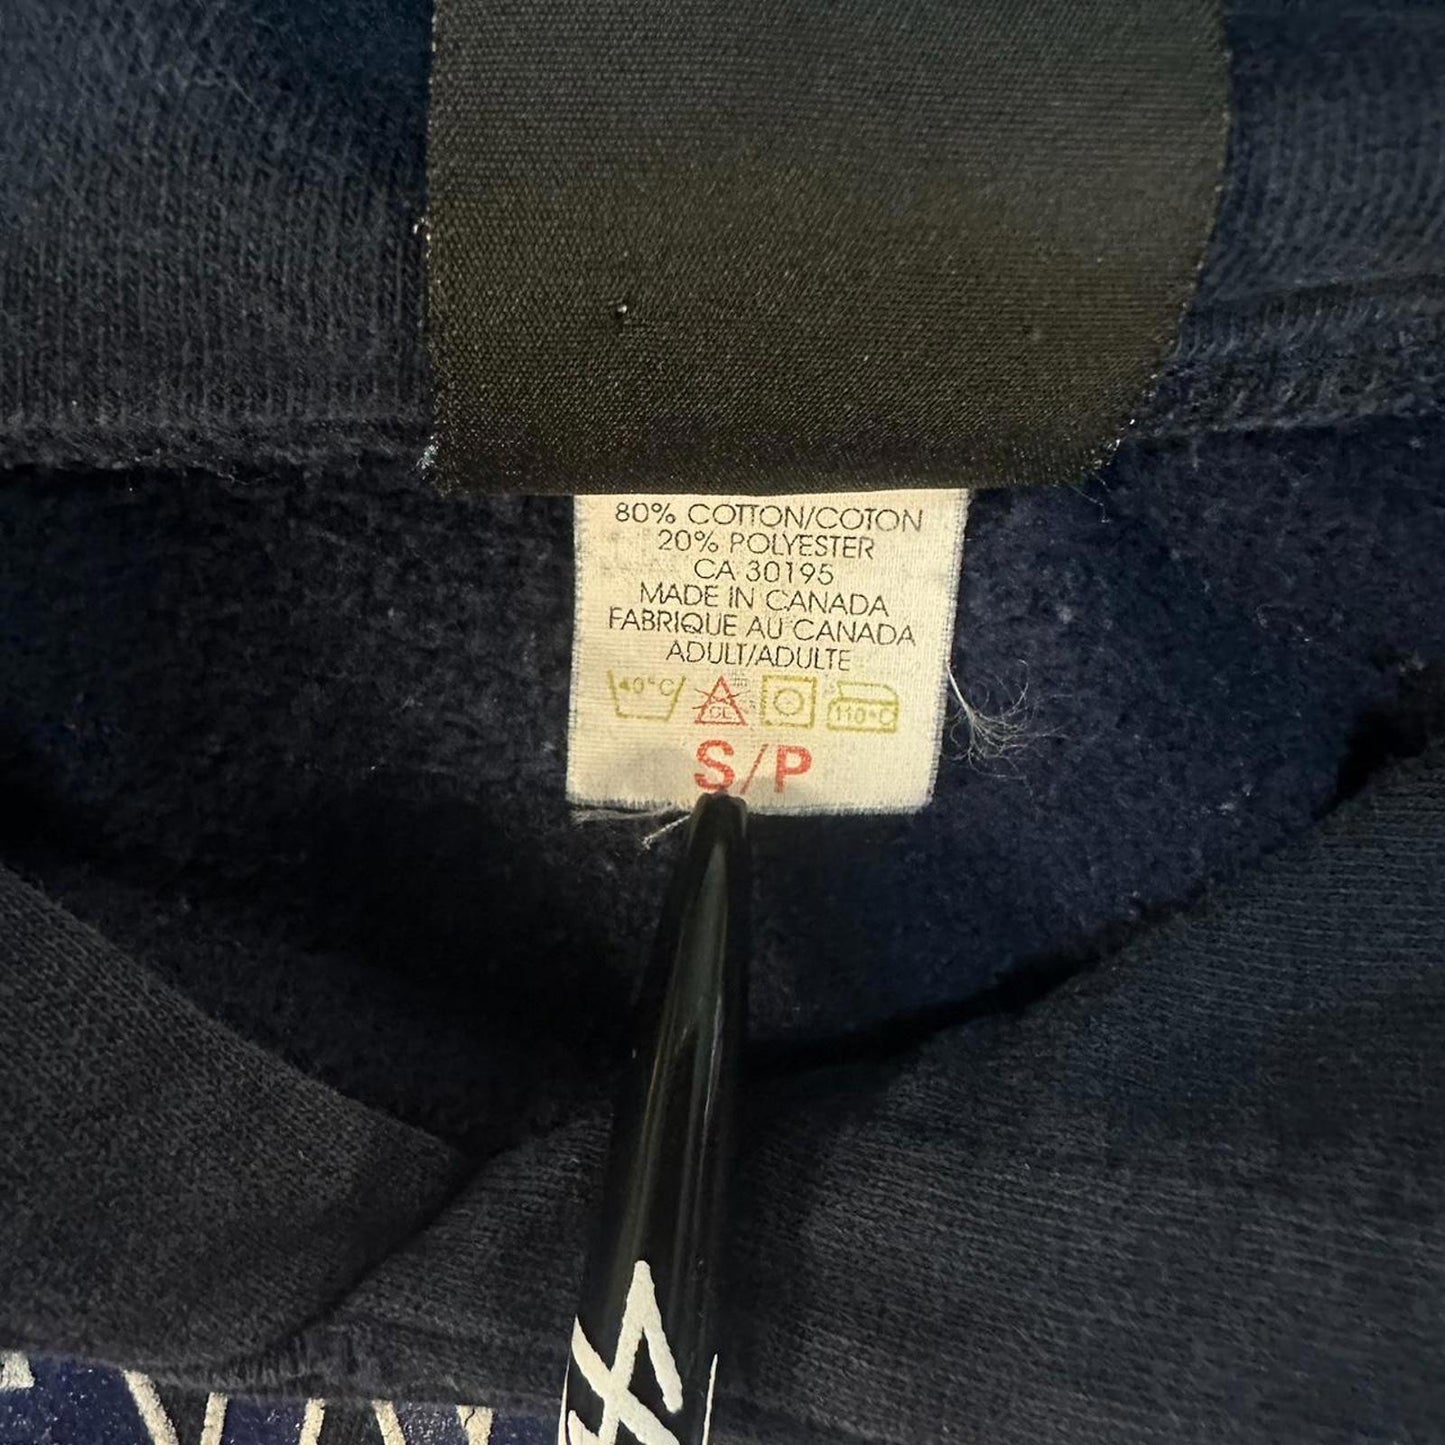 80% COTTON/COTON
20% POLYESTER
CA 30195
MADE IN CANADA
FABRIQUE AU CANADA
ADULT/ADULTE
40°C CL 110°C
S/P